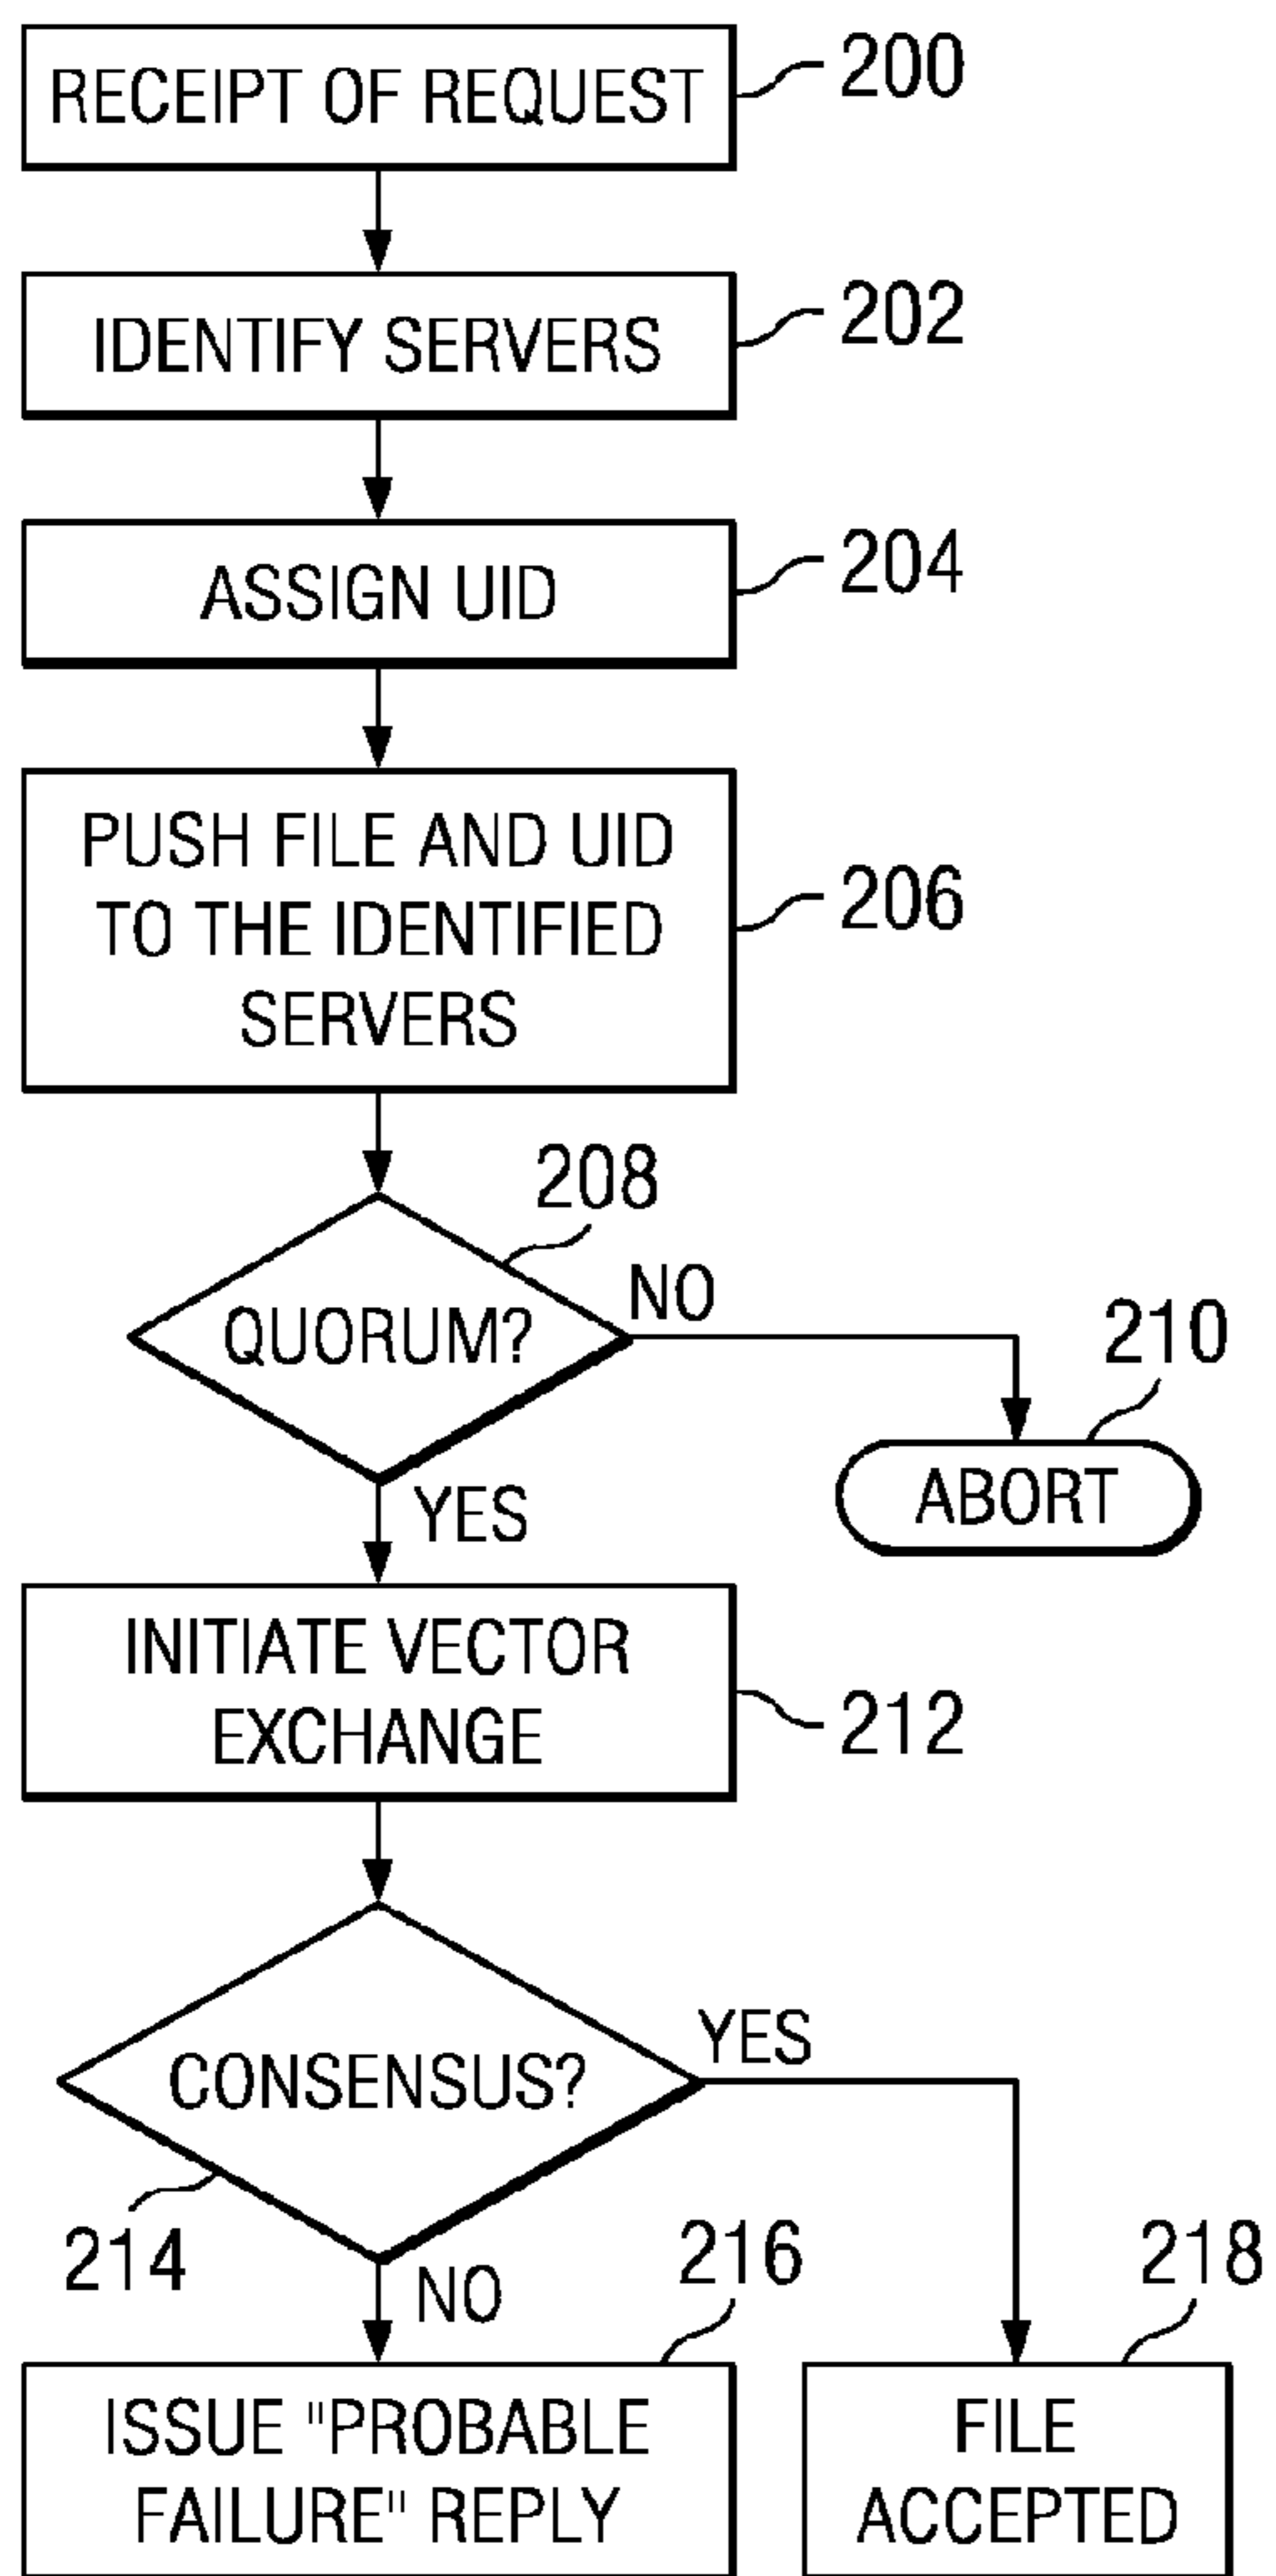 RECEIPT OF REQUEST
200
IDENTIFY SERVERS
202
ASSIGN UID
204
PUSH FILE AND UID
TO THE IDENTIFIED
SERVERS
206
208
QUORUM?
NO
210
ABORT
YES
INITIATE VECTOR
EXCHANGE
212
CONSENSUS?
YES
214
NO
216
218
ISSUE "PROBABLE
FAILURE" REPLY
FILE
ACCEPTED